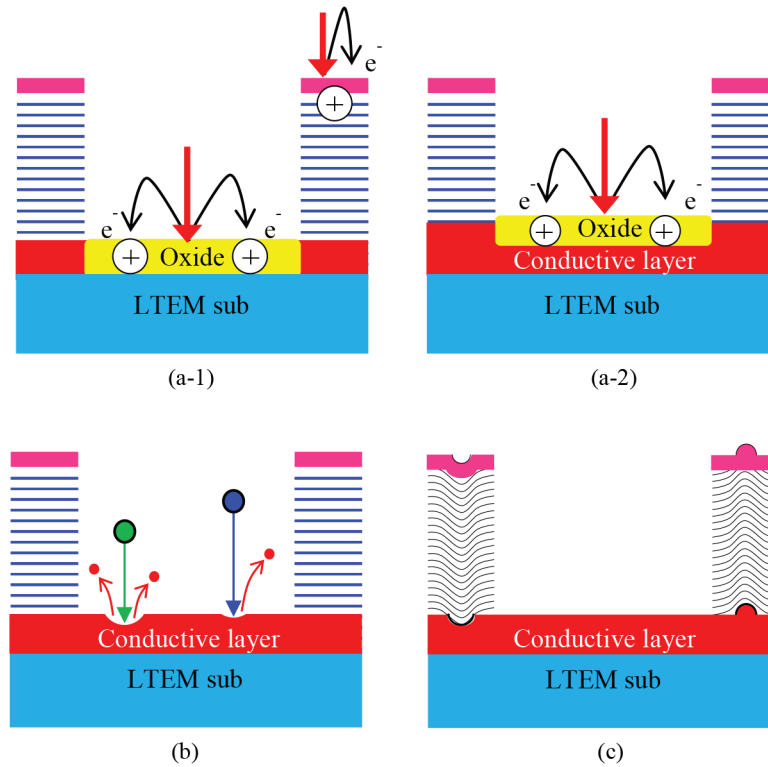 e-
+
e- + Oxide + e-
LTEM sub
(a-1)
e- + Oxide + e-
Conductive layer
LTEM sub
(a-2)
Conductive layer
LTEM sub
(b)
Conductive layer
LTEM sub
(c)